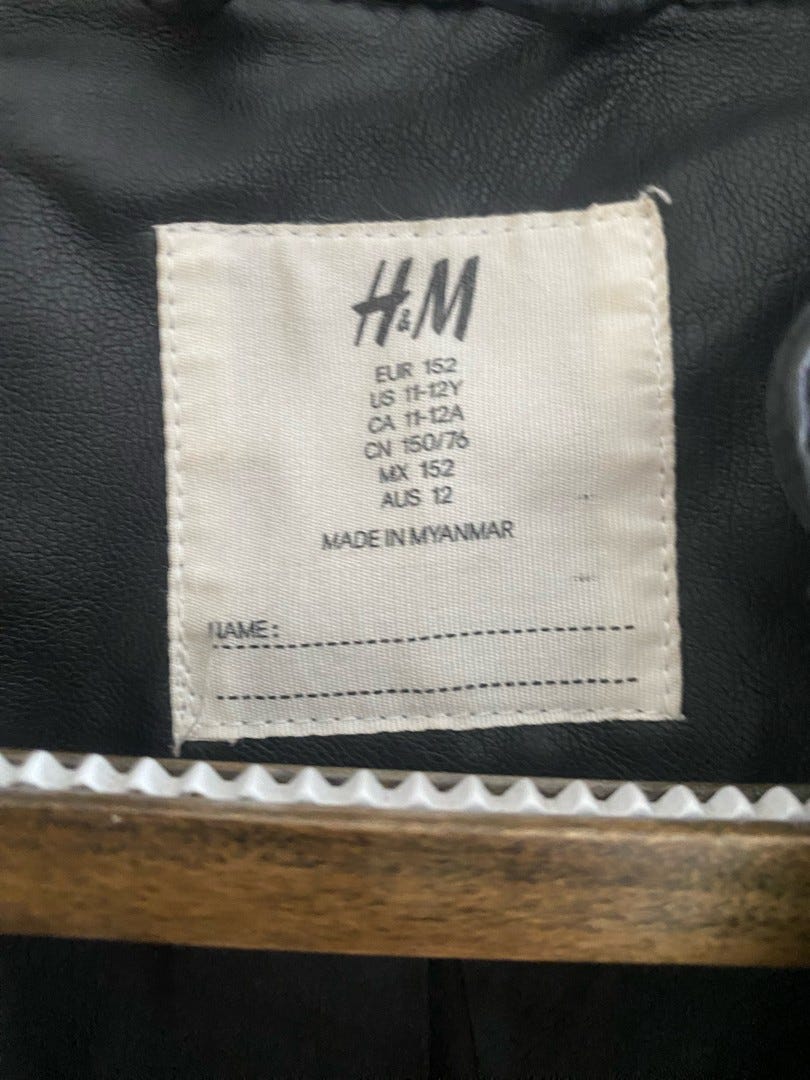 H&M
EUR 152
US 11-12Y
CA 11-12A
CN 150/76
MX 152
AUS 12
MADE IN MYANMAR
NAME: